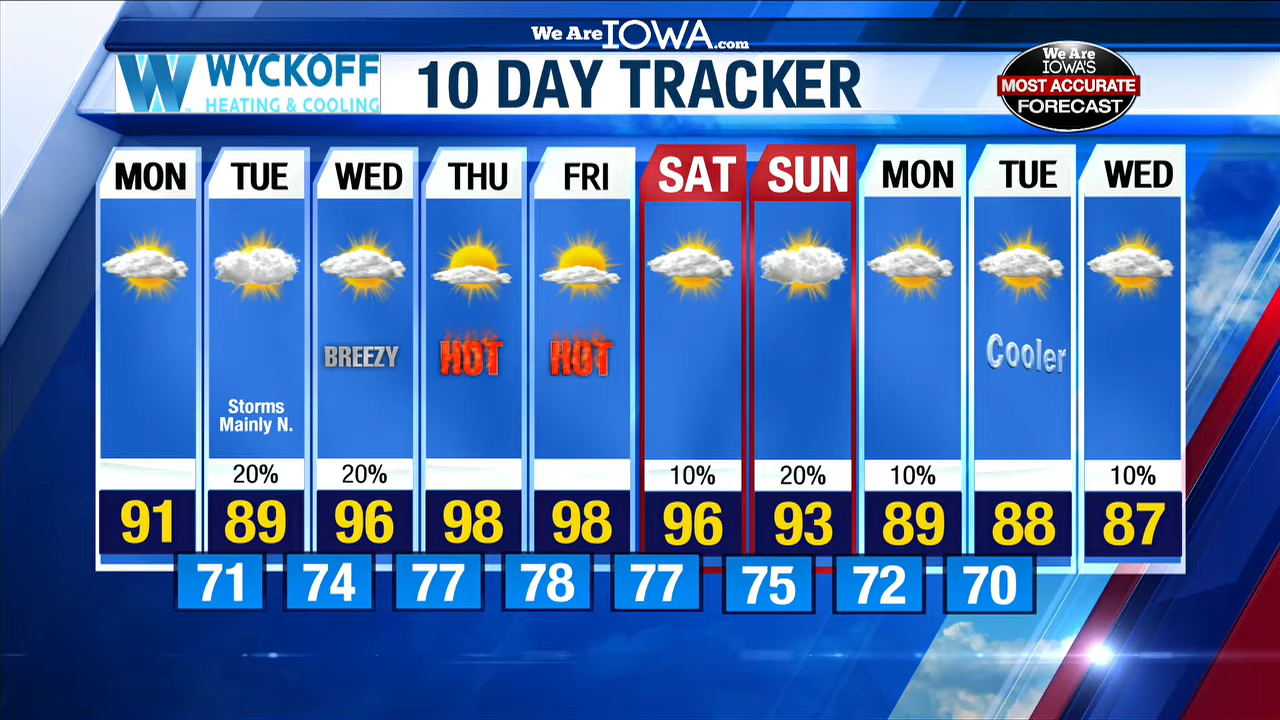 We Are IOWA.com
W WYCKOFF
HEATING & COOLING
10 DAY TRACKER
We Are
IOWA'S
MOST ACCURATE
FORECAST
MON TUE WED THU FRI SAT SUN MON TUE WED
BREEZY HOT HOT Cooler
Storms
Mainly N.
20% 20% 10% 20% 10% 10%
91 89 96 98 98 96 93 89 88 87
71 74 77 78 77 75 72 70